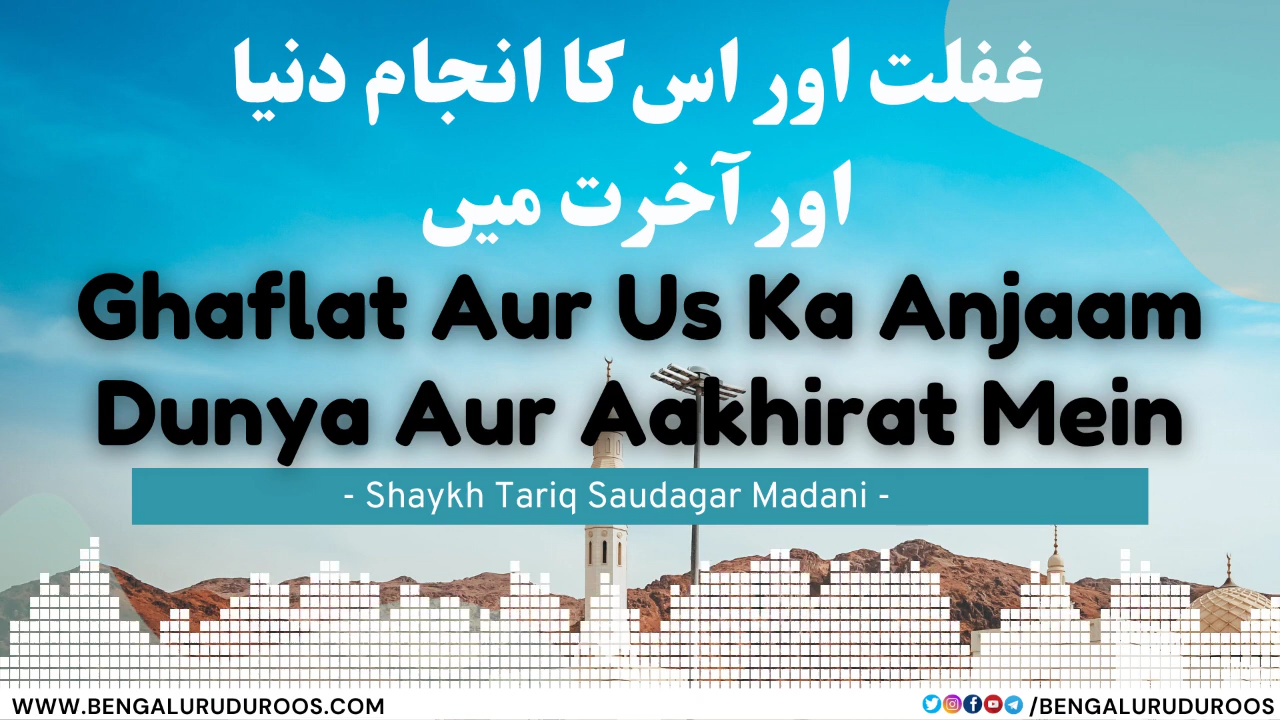 غفلت اور اس کا انجام دنیا
اور آخرت میں
Ghaflat Aur Us Ka Anjaam
Dunya Aur Aakhirat Mein
- Shaykh Tariq Saudagar Madani -
WWW.BENGALURUDUROOS.COM
/BENGALURUDUROOS